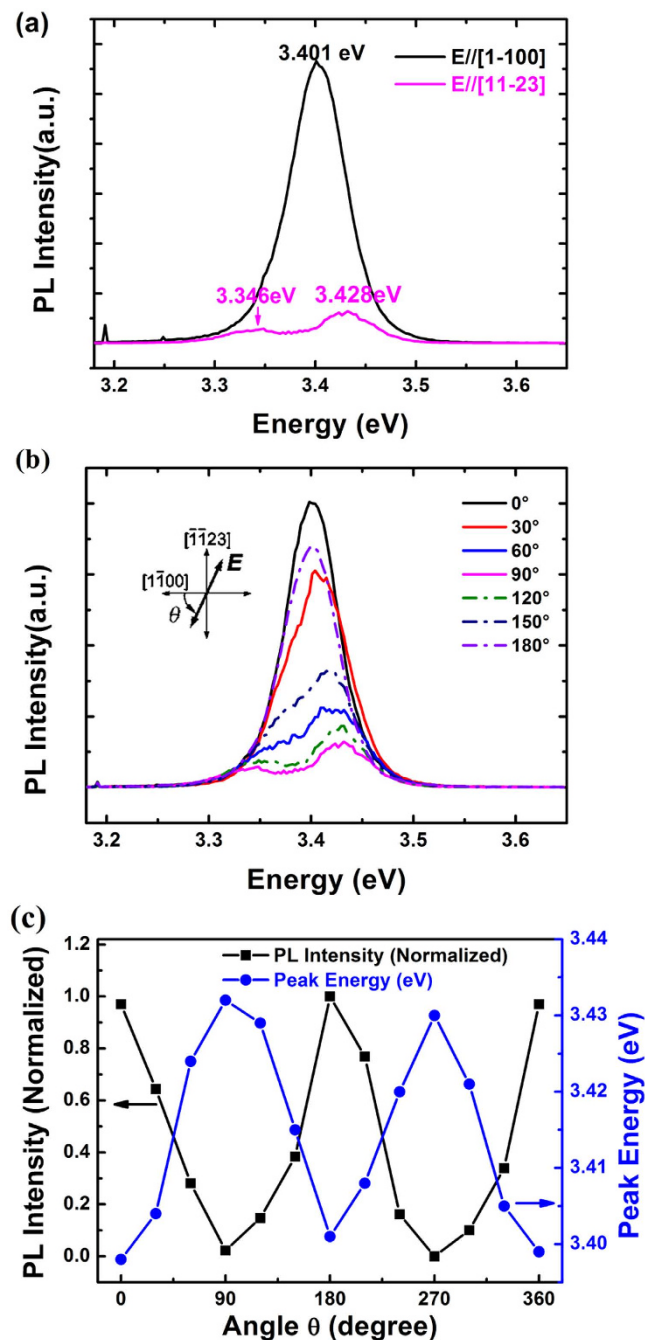 (a)
3.401 eV
E//[1-100]
E//[11-23]
3.346eV
3.428eV
PL Intensity(a.u.)
3.2 3.3 3.4 3.5 3.6
Energy (eV)
(b)
[1̅1̅23]
E
[11̅00]
θ
0°
30°
60°
90°
120°
150°
180°
PL Intensity(a.u.)
3.2 3.3 3.4 3.5 3.6
Energy (eV)
(c)
PL Intensity (Normalized)
Peak Energy (eV)
PL Intensity (Normalized)
1.2
1.0
0.8
0.6
0.4
0.2
0.0
3.44
3.43
3.42
3.41
3.40
Peak Energy (eV)
0 90 180 270 360
Angle θ (degree)